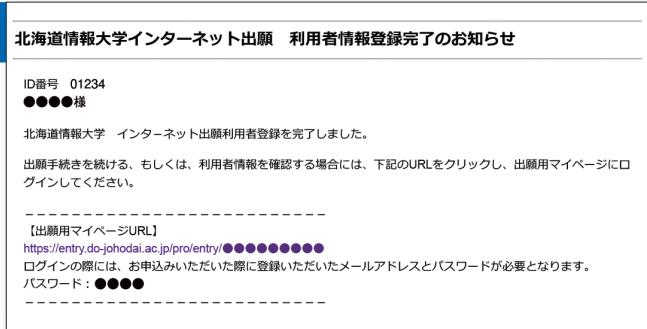 北海道情報大学インターネット出願　利用者情報登録完了のお知らせ
ID番号　01234
●●●●様
北海道情報大学　インターネット出願利用者登録を完了しました。
出願手続きを続ける、もしくは、利用者情報を確認する場合には、下記のURLをクリックし、出願用マイページにロ
グインしてください。
－－－－－－－－－－－－－－－－－－－－－－－－－
【出願用マイページURL】
https://entry.do-johodai.ac.jp/pro/entry/●●●●●●●●●
ログインの際には、お申込みいただいた際に登録いただいたメールアドレスとパスワードが必要となります。
パスワード：●●●●
－－－－－－－－－－－－－－－－－－－－－－－－－